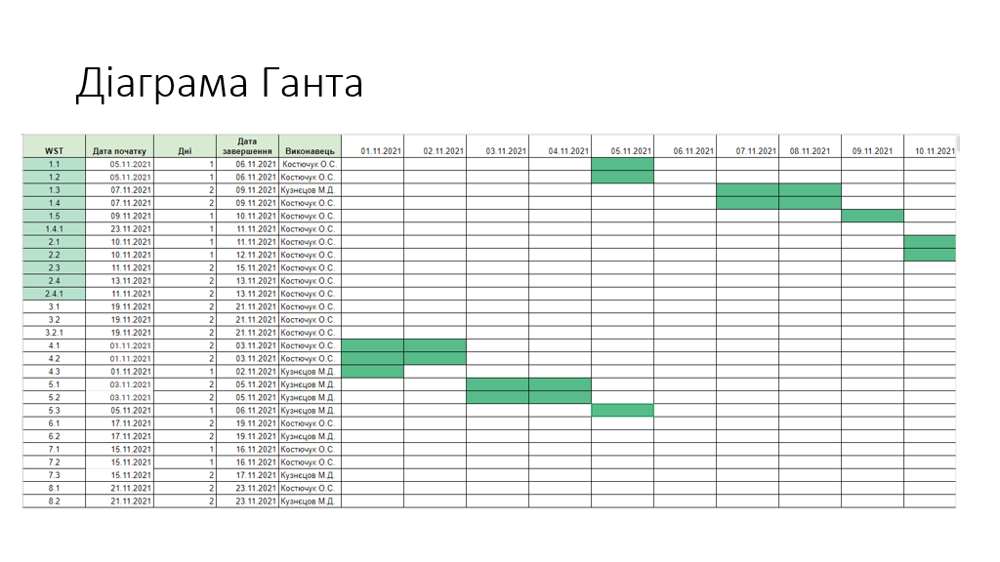 Діаграма Ганта
WST Дата початку Дні Дата завершення Виконавець 01.11.2021 02.11.2021 03.11.2021 04.11.2021 05.11.2021 06.11.2021 07.11.2021 08.11.2021 09.11.2021 10.11.2021
1.1 05.11.2021 1 06.11.2021 Костючук О.С.
1.2 05.11.2021 1 06.11.2021 Костючук О.С.
1.3 07.11.2021 2 09.11.2021 Кузнєцов М.Д.
1.4 07.11.2021 2 09.11.2021 Костючук О.С.
1.5 09.11.2021 1 10.11.2021 Костючук О.С.
1.4.1 23.11.2021 1 11.11.2021 Костючук О.С.
2.1 10.11.2021 1 11.11.2021 Костючук О.С.
2.2 10.11.2021 1 12.11.2021 Костючук О.С.
2.3 11.11.2021 2 15.11.2021 Костючук О.С.
2.4 13.11.2021 2 13.11.2021 Костючук О.С.
2.4.1 11.11.2021 2 13.11.2021 Костючук О.С.
3.1 19.11.2021 2 21.11.2021 Костючук О.С.
3.2 19.11.2021 2 21.11.2021 Костючук О.С.
3.2.1 19.11.2021 2 21.11.2021 Костючук О.С.
4.1 01.11.2021 2 03.11.2021 Костючук О.С.
4.2 01.11.2021 2 03.11.2021 Костючук О.С.
4.3 01.11.2021 1 02.11.2021 Кузнєцов М.Д.
5.1 03.11.2021 2 05.11.2021 Кузнєцов М.Д.
5.2 03.11.2021 2 05.11.2021 Кузнєцов М.Д.
5.3 05.11.2021 1 06.11.2021 Кузнєцов М.Д.
6.1 17.11.2021 2 19.11.2021 Костючук О.С.
6.2 17.11.2021 2 19.11.2021 Кузнєцов М.Д.
7.1 15.11.2021 1 16.11.2021 Костючук О.С.
7.2 15.11.2021 1 16.11.2021 Костючук О.С.
7.3 15.11.2021 2 17.11.2021 Кузнєцов М.Д.
8.1 21.11.2021 2 23.11.2021 Костючук О.С.
8.2 21.11.2021 2 23.11.2021 Кузнєцов М.Д.